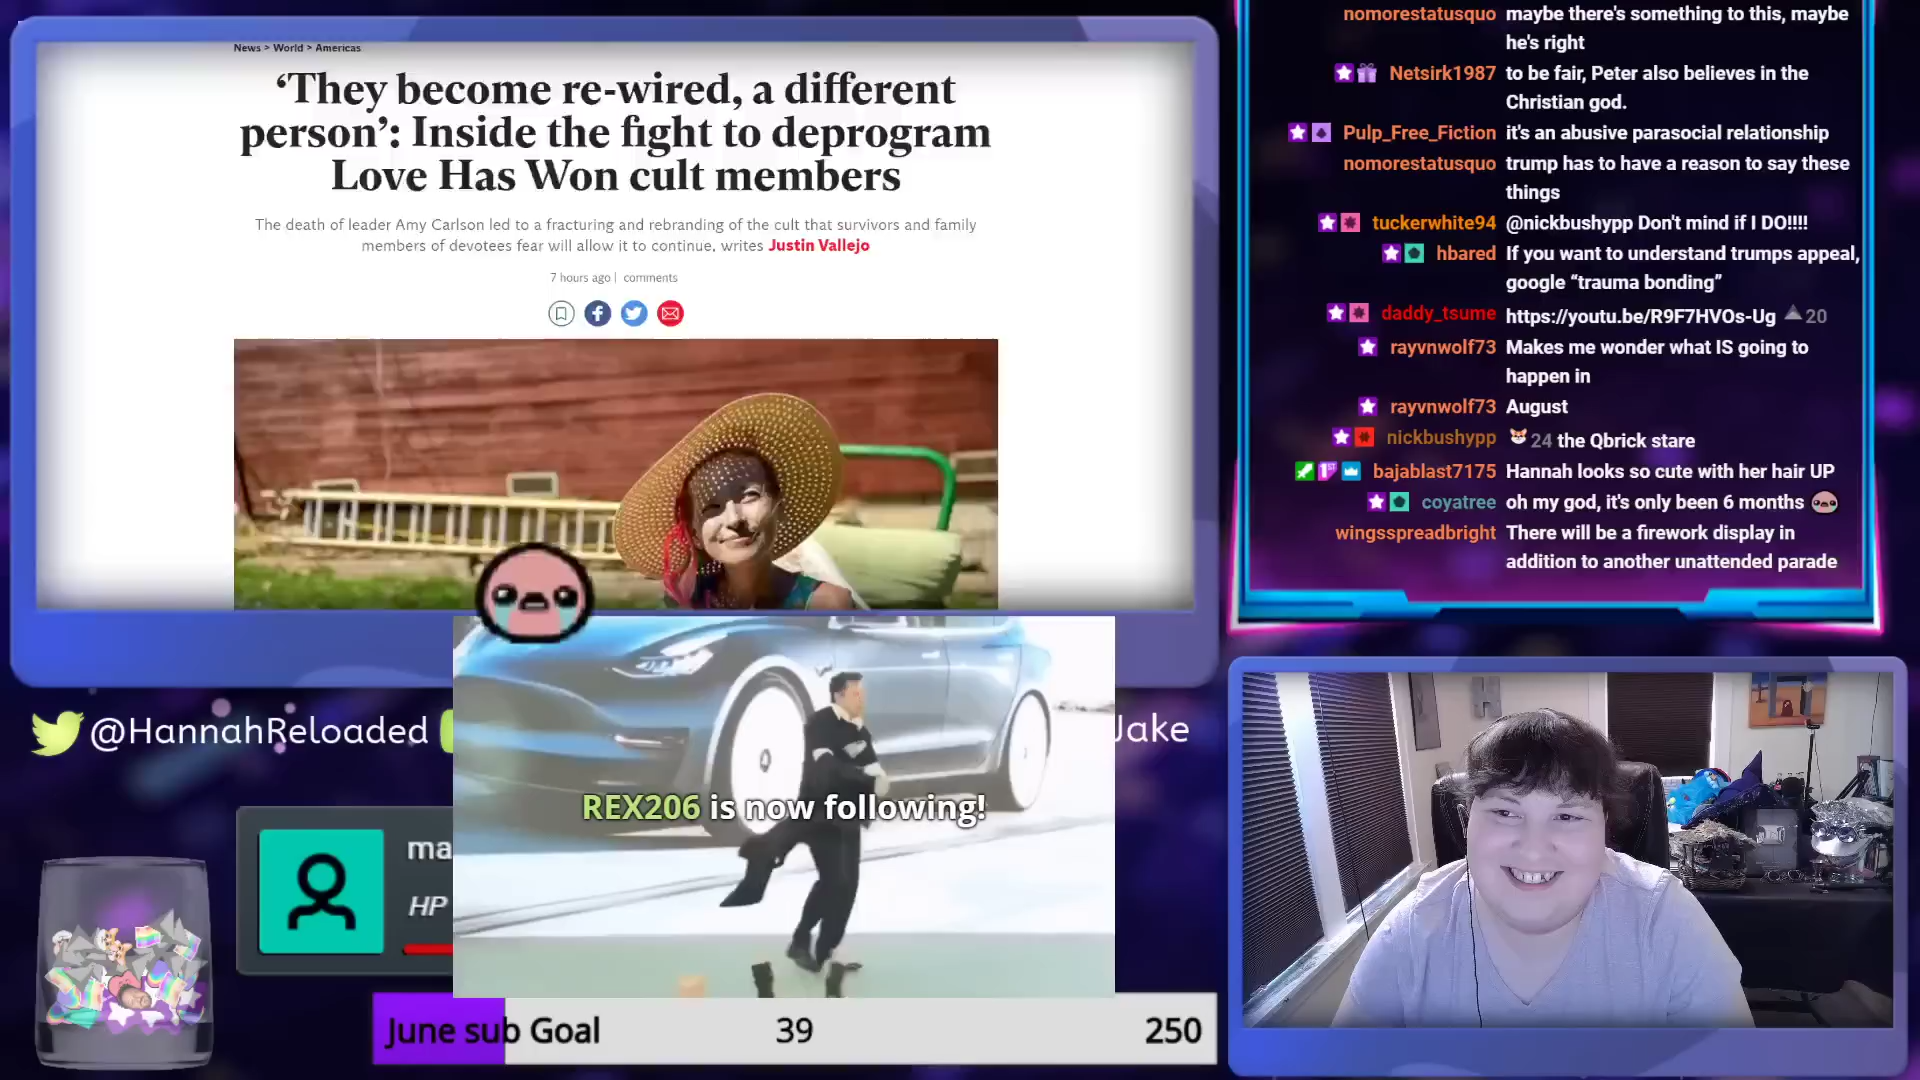 News > World > Americas
‘They become re-wired, a different
person’: Inside the fight to deprogram
Love Has Won cult members
The death of leader Amy Carlson led to a fracturing and rebranding of the cult that survivors and family
members of devotees fear will allow it to continue, writes Justin Vallejo
7 hours ago | comments
nomorestatusquo maybe there's something to this, maybe
he's right
Netsirk1987 to be fair, Peter also believes in the
Christian god.
Pulp_Free_Fiction it's an abusive parasocial relationship
nomorestatusquo trump has to have a reason to say these
things
tuckerwhite94 @nickbushypp Don't mind if I DO!!!!
hbared If you want to understand trumps appeal,
google “trauma bonding”
daddy_tsume https://youtu.be/R9F7HVOs-Ug 20
rayvnwolf73 Makes me wonder what IS going to
happen in
rayvnwolf73 August
nickbushypp 24 the Qbrick stare
bajablast7175 Hannah looks so cute with her hair UP
coyatree oh my god, it's only been 6 months
wingsspreadbright There will be a firework display in
addition to another unattended parade
@HannahReloaded
Jake
REX206 is now following!
ma
HP
June sub Goal 39 250